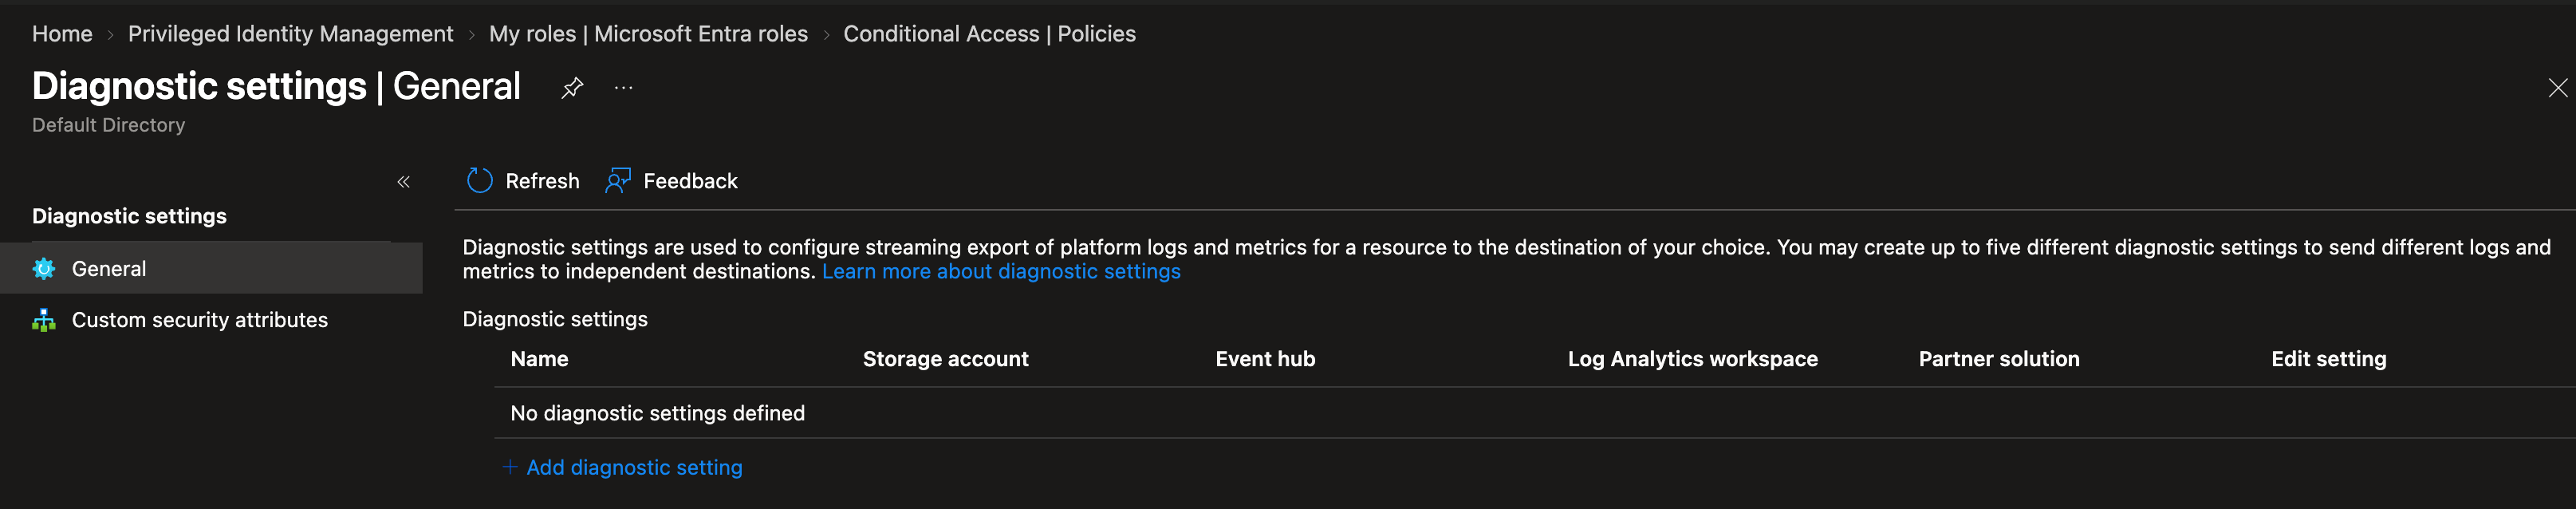 Home > Privileged Identity Management > My roles | Microsoft Entra roles > Conditional Access | Policies
Diagnostic settings | General
Default Directory
Refresh Feedback
Diagnostic settings
General
Custom security attributes
Diagnostic settings are used to configure streaming export of platform logs and metrics for a resource to the destination of your choice. You may create up to five different diagnostic settings to send different logs and
metrics to independent destinations. Learn more about diagnostic settings
Diagnostic settings
Name Storage account Event hub Log Analytics workspace Partner solution Edit setting
No diagnostic settings defined
+ Add diagnostic setting